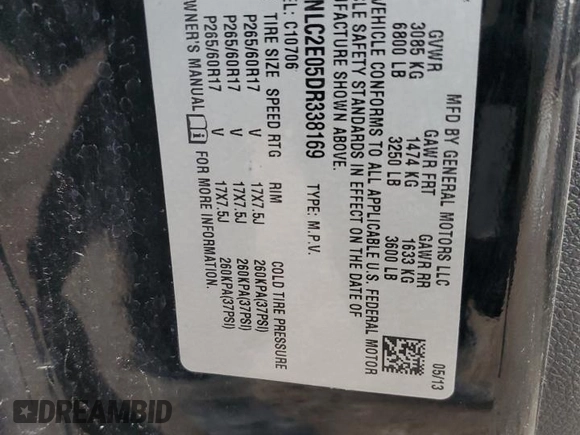 MFD BY GENERAL MOTORS LLC 05/13
GVWR GAWR FRT GAWR RR
3085 KG 1474 KG 1633 KG
6800 LB 3250 LB 3600 LB
VEHICLE CONFORMS TO ALL APPLICABLE U.S. FEDERAL MOTOR
SAFETY STANDARDS IN EFFECT ON THE DATE OF
SHOWN ABOVE.
NLC2E05DR338169 TYPE: M.P.V.
EL: C10706
TIRE SIZE SPEED RTG RIM COLD TIRE PRESSURE
P265/60R17 V 17X7.5J 260KPA(37PSI)
P265/60R17 V 17X7.5J 260KPA(37PSI)
P265/60R17 V 17X7.5J 260KPA(37PSI)
WNER'S MANUAL FOR MORE INFORMATION.
DREAMBID